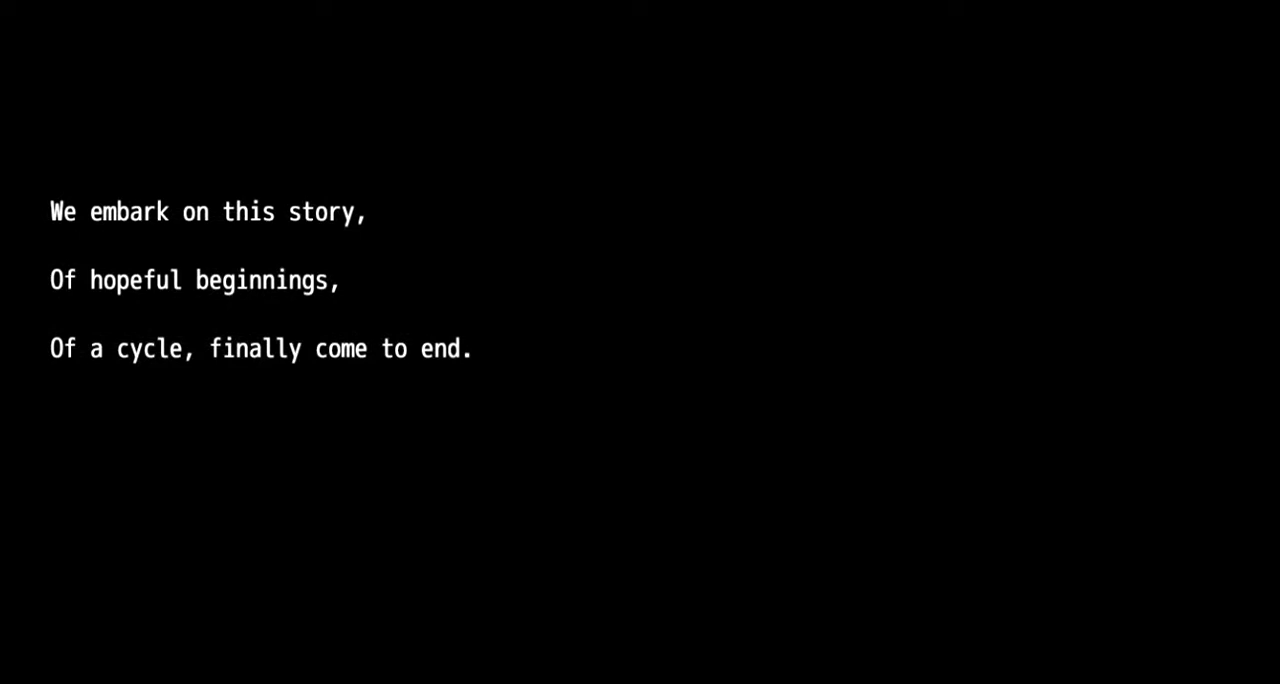 We embark on this story,
Of hopeful beginnings,
Of a cycle, finally come to end.